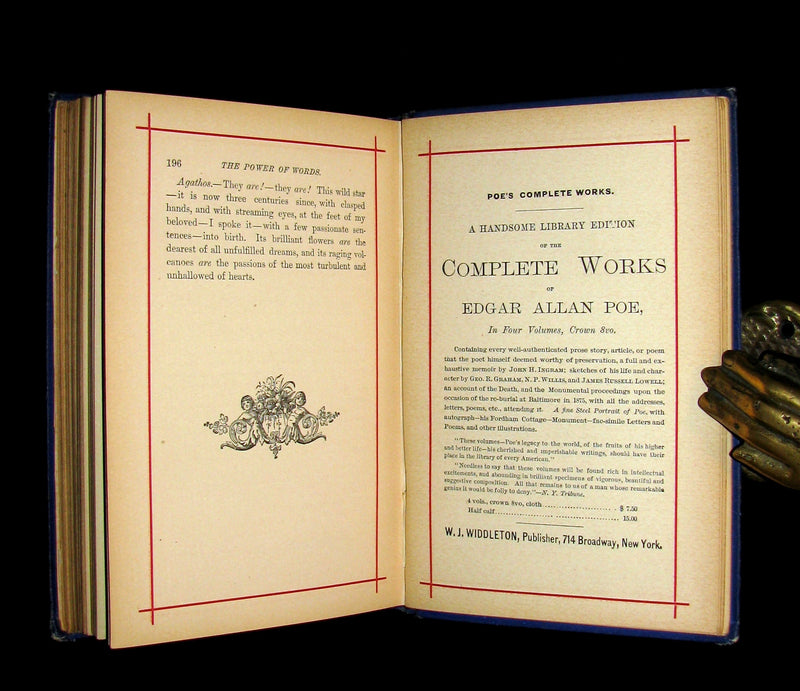 196 THE POWER OF WORDS.
Agathos.—They are!—they are! This wild star
—it is now three centuries since, with clasped
hands, and with streaming eyes, at the feet of my
beloved—I spoke it—with a few passionate sen-
tences—into birth. Its brilliant flowers are the
dearest of all unfulfilled dreams, and its raging vol-
canoes are the passions of the most turbulent and
unhallowed of hearts.
POE'S COMPLETE WORKS.
A HANDSOME LIBRARY EDITION
OF THE
COMPLETE WORKS
OF
EDGAR ALLAN POE,
In Four Volumes, Crown 8vo,
Containing every well-authenticated prose story, article, or poem
that the poet himself deemed worthy of preservation, a full and ex-
haustive memoir by JOHN H. INGRAM; sketches of his life and char-
acter by GEO. R. GRAHAM, N. P. WILLIS, and JAMES RUSSELL LOWELL;
an account of the Death, and the Monumental proceedings upon the
occasion of the re-burial at Baltimore in 1875, with all the addresses,
letters, poems, etc., attending it. A fine Steel Portrait of Poe, with
autograph—his Fordham Cottage—Monument—fac-simile Letters and
Poems, and other illustrations.
"These volumes—Poe's legacy to the world, of the fruits of his higher
and better life—his cherished and imperishable writings, should have their
place in the library of every American."
"Needless to say that these volumes will be found rich in intellectual
excitements, and abounding in brilliant specimens of vigorous, beautiful and
suggestive composition. All that remains to us of a man whose remarkable
genius it would be folly to deny."—N. Y. Tribune.
4 vols., crown 8vo, cloth ........................ $ 7.50
Half calf........................................ 15.00
W. J. WIDDLETON, Publisher, 714 Broadway, New York.